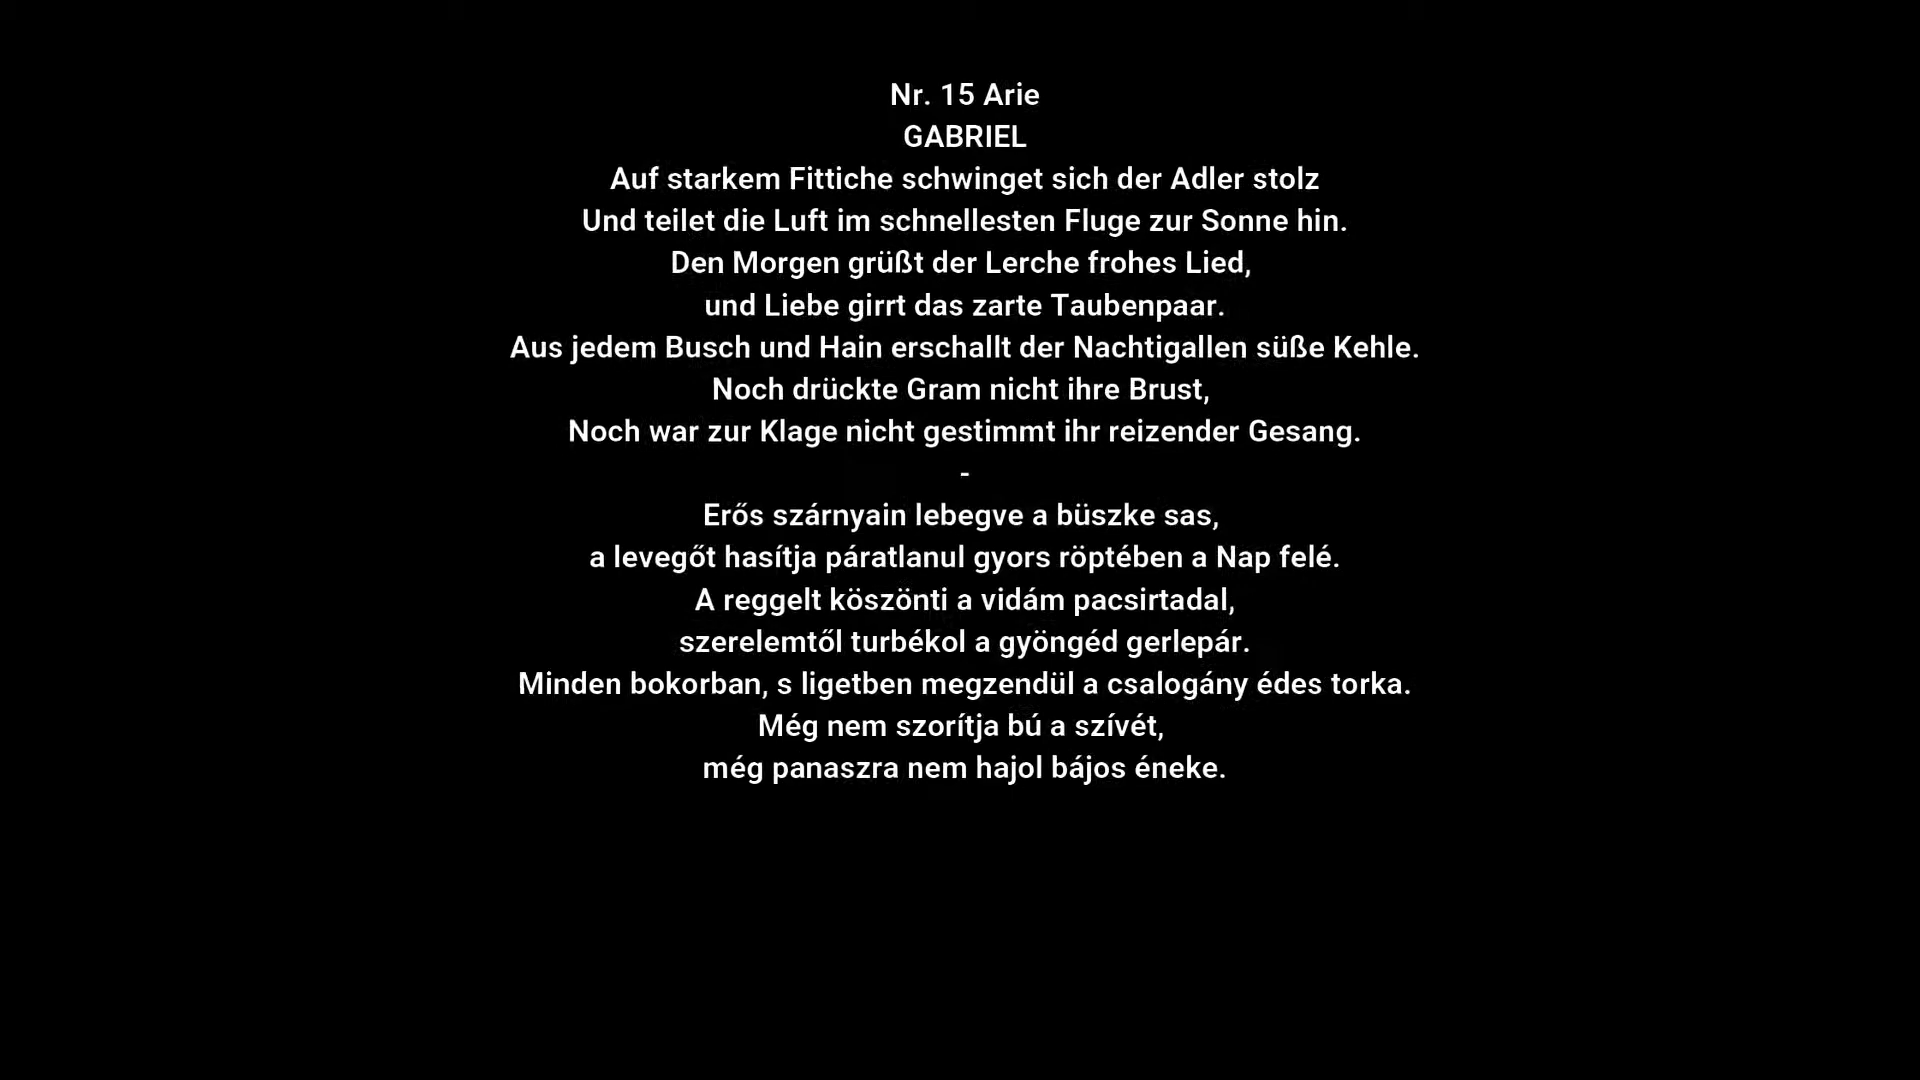 Nr. 15 Arie
GABRIEL
Auf starkem Fittiche schwinget sich der Adler stolz
Und teilet die Luft im schnellesten Fluge zur Sonne hin.
Den Morgen grüßt der Lerche frohes Lied,
und Liebe girrt das zarte Taubenpaar.
Aus jedem Busch und Hain erschallt der Nachtigallen süße Kehle.
Noch drückte Gram nicht ihre Brust,
Noch war zur Klage nicht gestimmt ihr reizender Gesang.
-
Erős szárnyain lebegve a büszke sas,
a levegőt hasítja páratlanul gyors röptében a Nap felé.
A reggelt köszönti a vidám pacsirtadal,
szerelemtől turbékol a gyöngéd gerlepár.
Minden bokorban, s ligetben megzendül a csalogány édes torka.
Még nem szorítja bú a szívét,
még panaszra nem hajol bájos éneke.